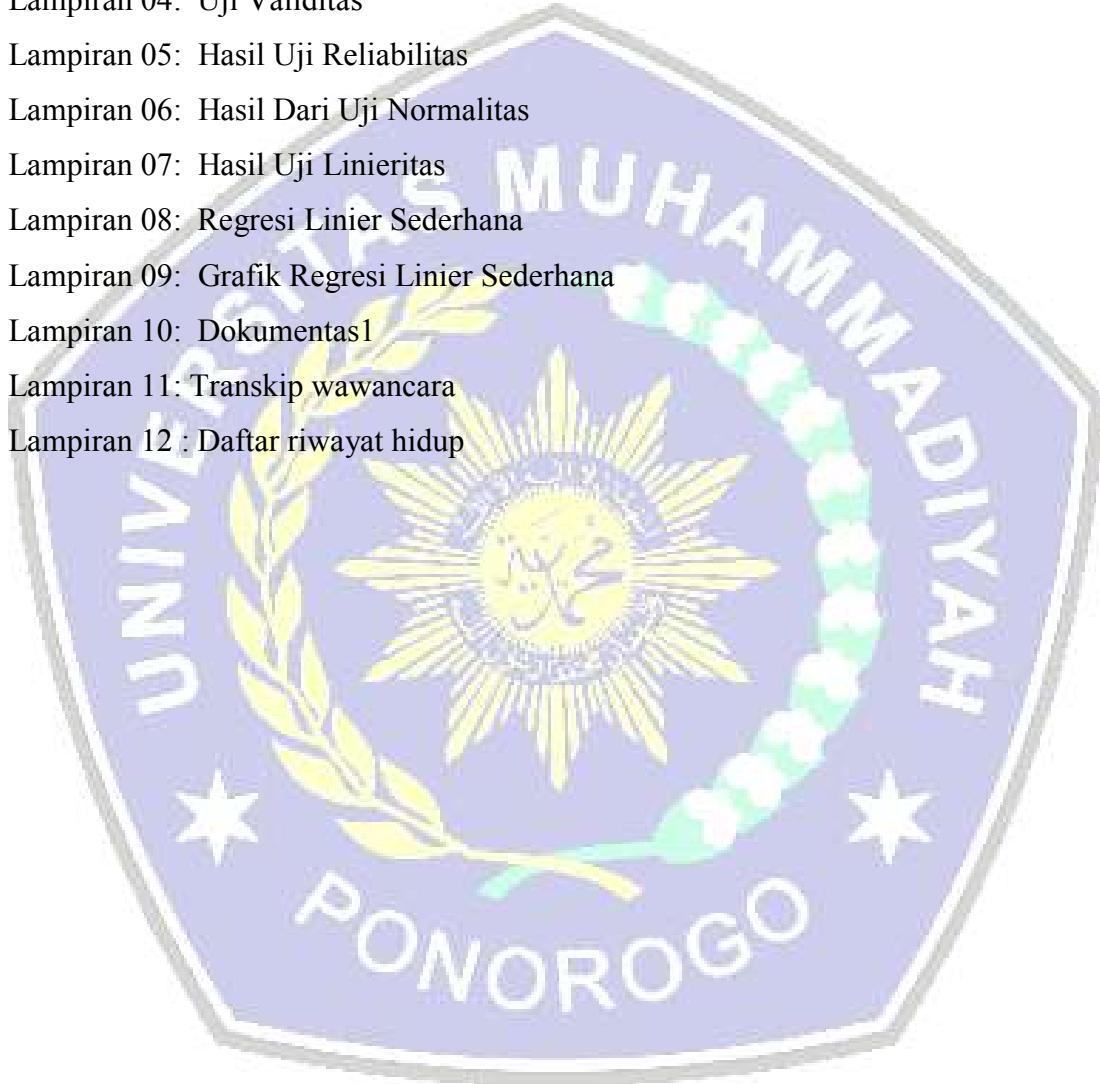 Lampiran 04: Uji Validitas
Lampiran 05: Hasil Uji Reliabilitas
Lampiran 06: Hasil Dari Uji Normalitas
Lampiran 07: Hasil Uji Linieritas
Lampiran 08: Regresi Linier Sederhana
Lampiran 09: Grafik Regresi Linier Sederhana
Lampiran 10: Dokumentas1
Lampiran 11: Transkip wawancara
Lampiran 12 : Daftar riwayat hidup
UNIVERSITAS MUHAMMADIYAH
PONOROGO